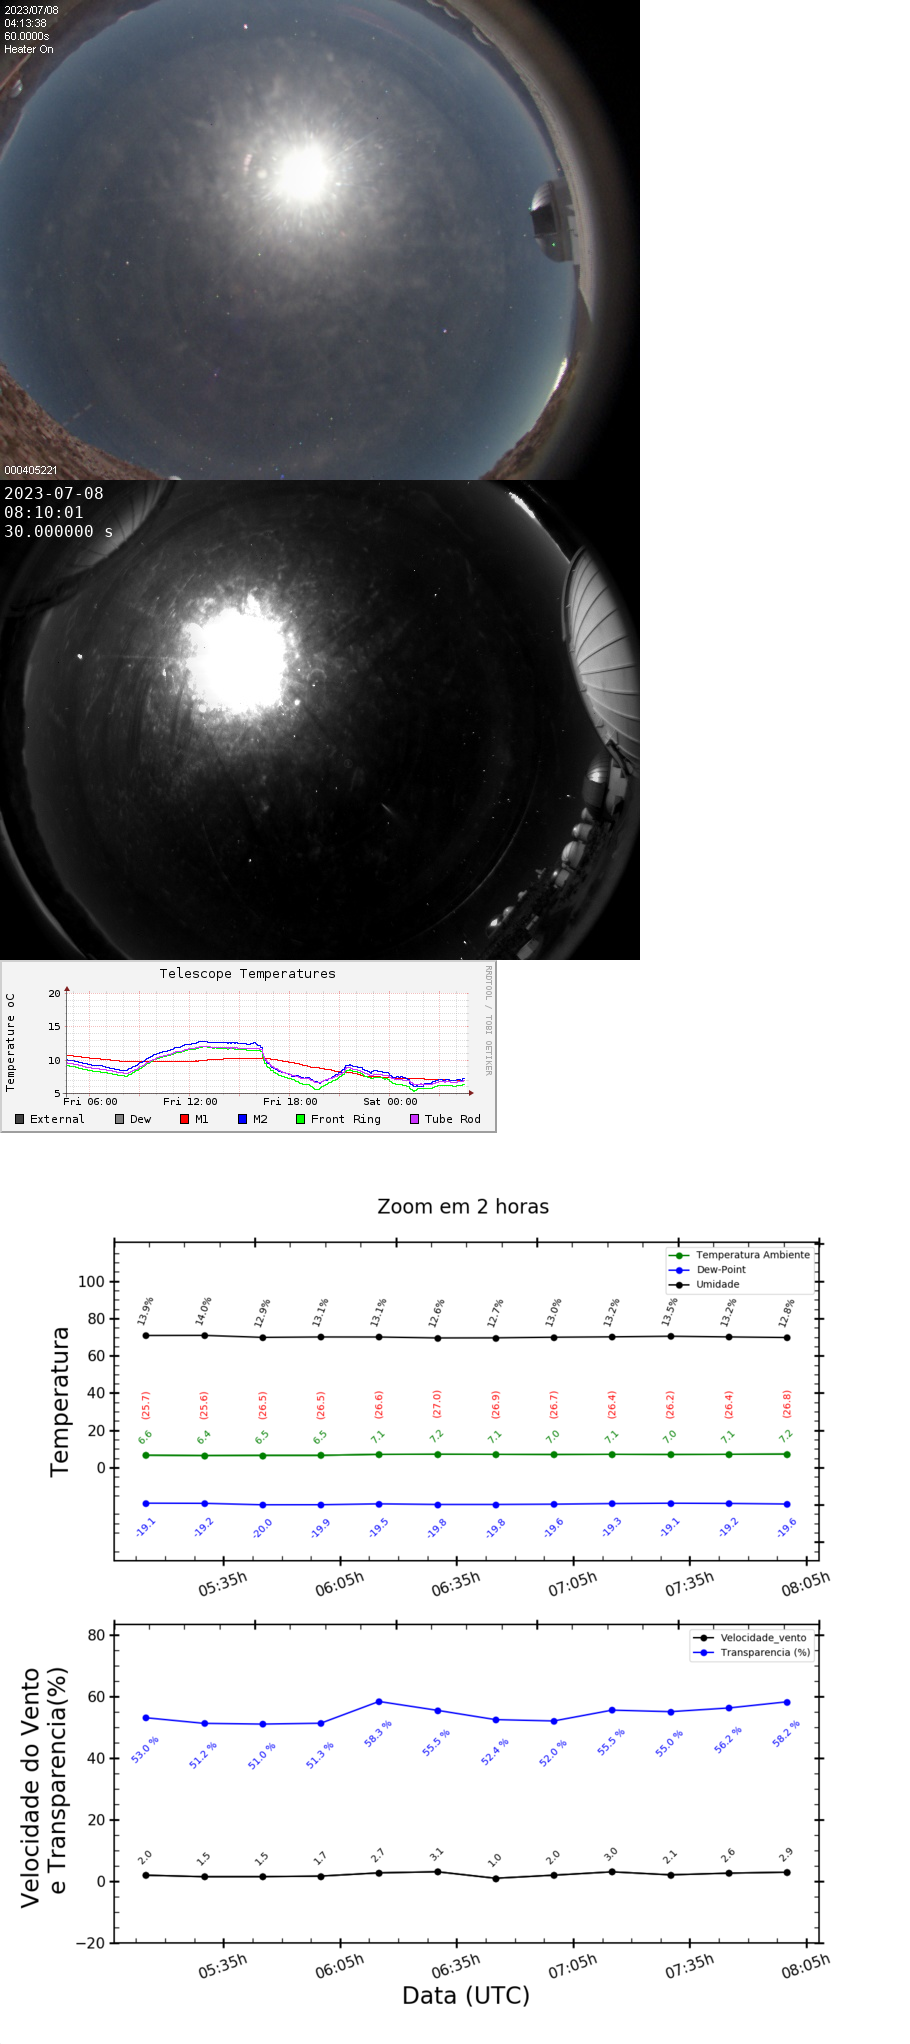 2023/07/08
04:13:38
60.0000s
Heater On
000405221
2023-07-08
08:10:01
30.000000 s
Telescope Temperatures
RRDTOOL / TOBI OETIKER
Temperature oC
20
15
10
5
Fri 06:00 Fri 12:00 Fri 18:00 Sat 00:00
External Dew M1 M2 Front Ring Tube Rod
Zoom em 2 horas
Temperatura Ambiente
Dew-Point
Umidade
Temperatura
100
80
60
40
20
0
13.9% 14.0% 12.9% 13.1% 13.1% 12.6% 12.7% 13.0% 13.2% 13.5% 13.2% 12.8%
(25.7) (25.6) (26.5) (26.5) (26.6) (27.0) (26.9) (26.7) (26.4) (26.2) (26.4) (26.8)
6.6 6.4 6.5 6.5 7.1 7.2 7.1 7.0 7.1 7.0 7.1 7.2
-19.1 -19.2 -20.0 -19.9 -19.5 -19.8 -19.8 -19.6 -19.3 -19.1 -19.2 -19.6
05:35h 06:05h 06:35h 07:05h 07:35h 08:05h
Velocidade_vento
Transparencia (%)
Velocidade do Vento
e Transparencia(%)
80
60
40
20
0
−20
53.0 % 51.2 % 51.0 % 51.3 % 58.3 % 55.5 % 52.4 % 52.0 % 55.5 % 55.0 % 56.2 % 58.2 %
2.0 1.5 1.5 1.7 2.7 3.1 1.0 2.0 3.0 2.1 2.6 2.9
05:35h 06:05h 06:35h 07:05h 07:35h 08:05h
Data (UTC)